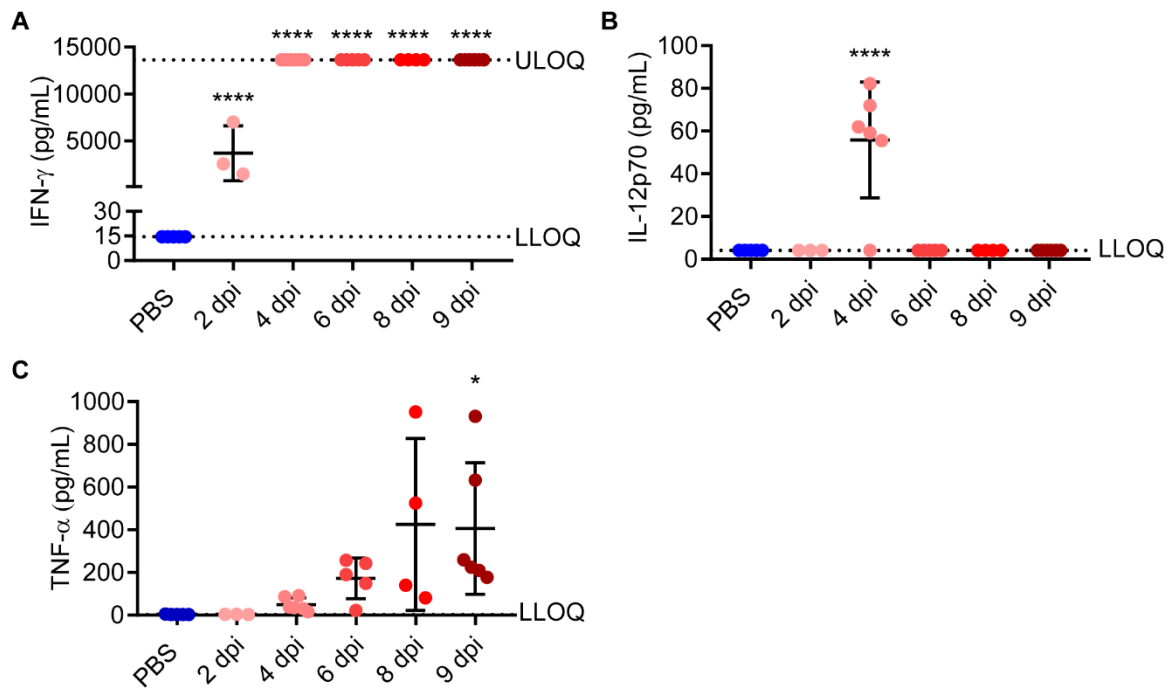 A
IFN-γ (pg/mL)
15000
10000
5000
30
15
0
**** **** **** **** ****
ULOQ
LLOQ
PBS 2 dpi 4 dpi 6 dpi 8 dpi 9 dpi
B
IL-12p70 (pg/mL)
100
80
60
40
20
0
****
LLOQ
PBS 2 dpi 4 dpi 6 dpi 8 dpi 9 dpi
C
TNF-α (pg/mL)
1000
800
600
400
200
0
*
LLOQ
PBS 2 dpi 4 dpi 6 dpi 8 dpi 9 dpi